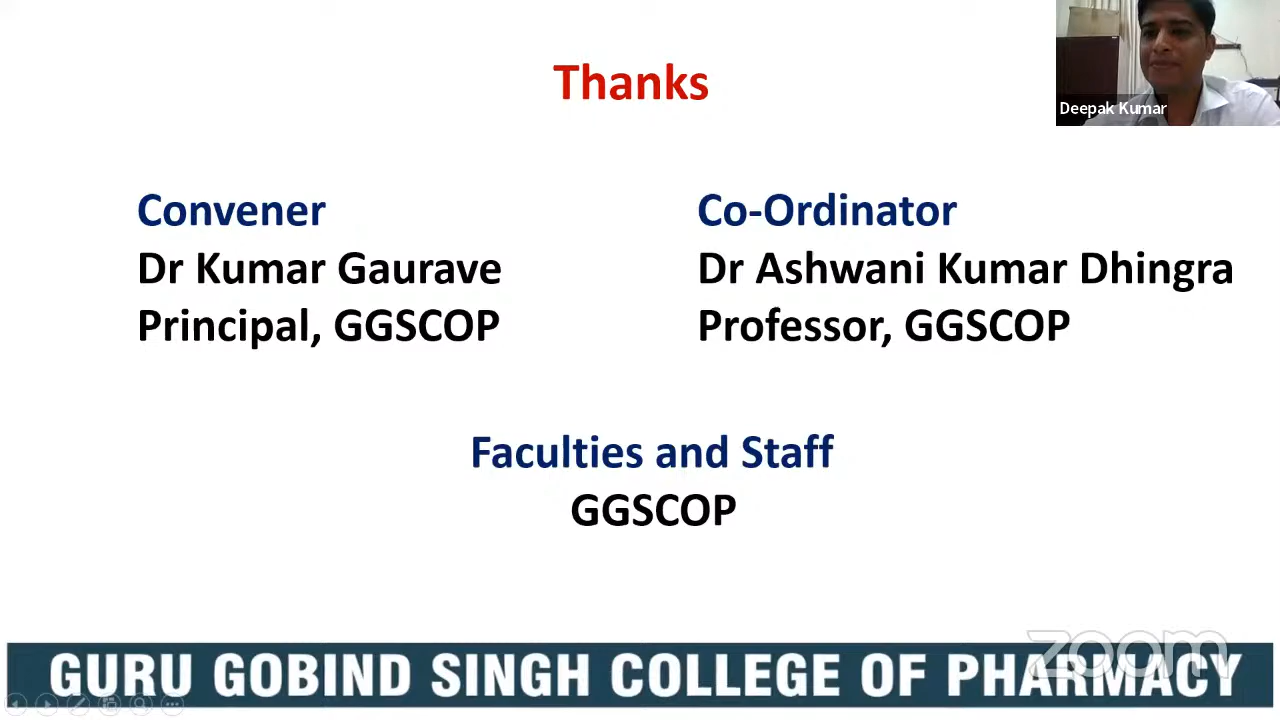 Thanks
Deepak Kumar
Convener
Dr Kumar Gaurave
Principal, GGSCOP
Co-Ordinator
Dr Ashwani Kumar Dhingra
Professor, GGSCOP
Faculties and Staff
GGSCOP
zoom
GURU GOBIND SINGH COLLEGE OF PHARMACY